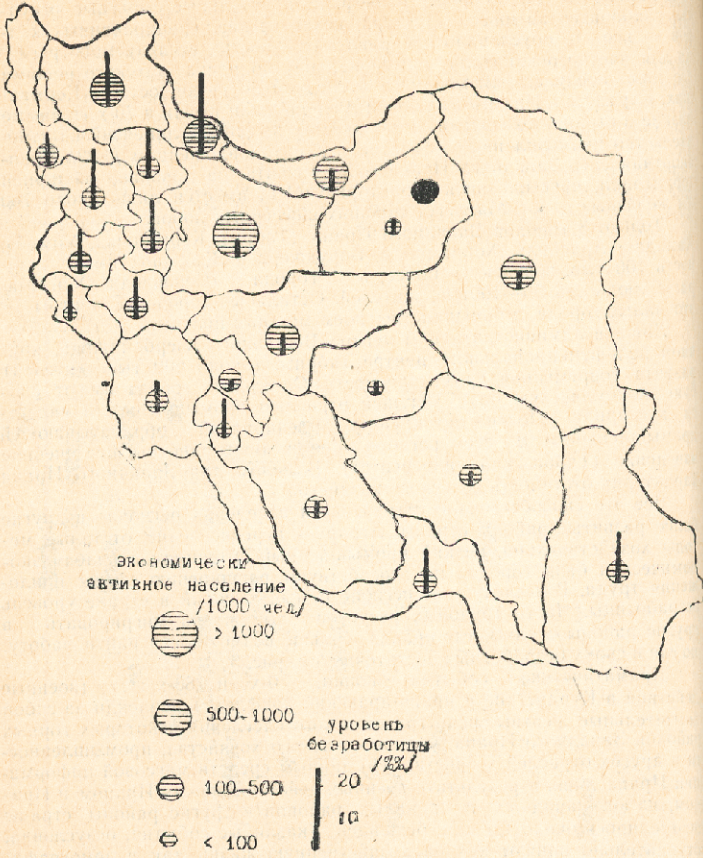 экономически
активное население
/1000 чел/
> 1000
500-1000
100-500
< 100
уровень
безработицы
/%%/
20
10